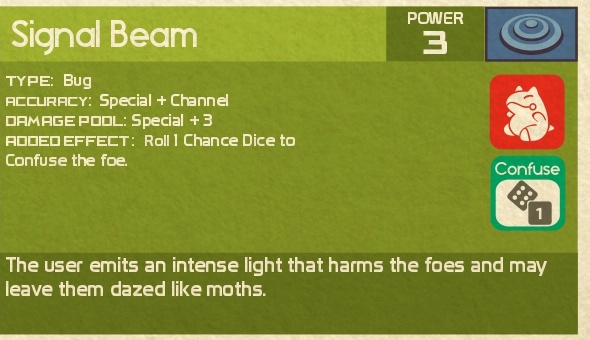 Signal Beam
POWER
3
TYPE: Bug
ACCURACY: Special + Channel
DAMAGE POOL: Special + 3
ADDED EFFECT: Roll 1 Chance Dice to
Confuse the foe.
Confuse
1
The user emits an intense light that harms the foes and may
leave them dazed like moths.